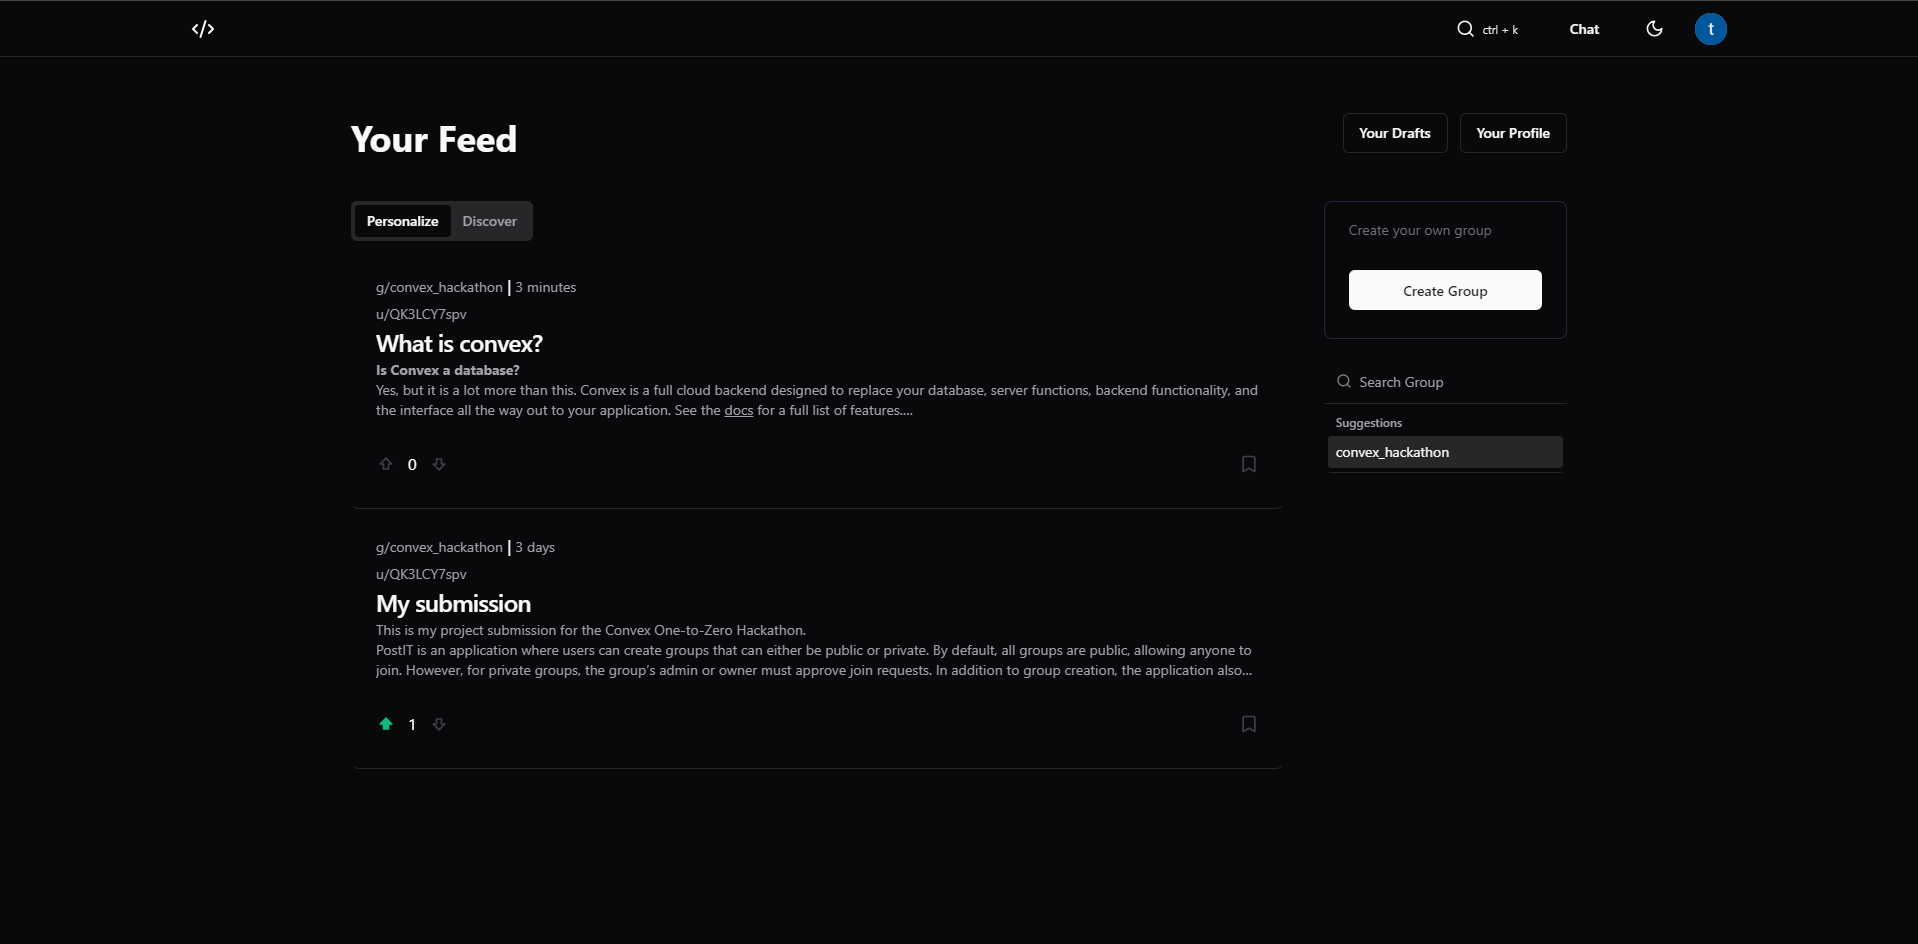 </>
ctrl + k
Chat
t
Your Feed
Your Drafts
Your Profile
Personalize
Discover
g/convex_hackathon | 3 minutes
u/QK3LCY7spv
What is convex?
Is Convex a database?
Yes, but it is a lot more than this. Convex is a full cloud backend designed to replace your database, server functions, backend functionality, and
the interface all the way out to your application. See the docs for a full list of features....
0
g/convex_hackathon | 3 days
u/QK3LCY7spv
My submission
This is my project submission for the Convex One-to-Zero Hackathon.
PostIT is an application where users can create groups that can either be public or private. By default, all groups are public, allowing anyone to
join. However, for private groups, the group's admin or owner must approve join requests. In addition to group creation, the application also...
1
Create your own group
Create Group
Search Group
Suggestions
convex_hackathon